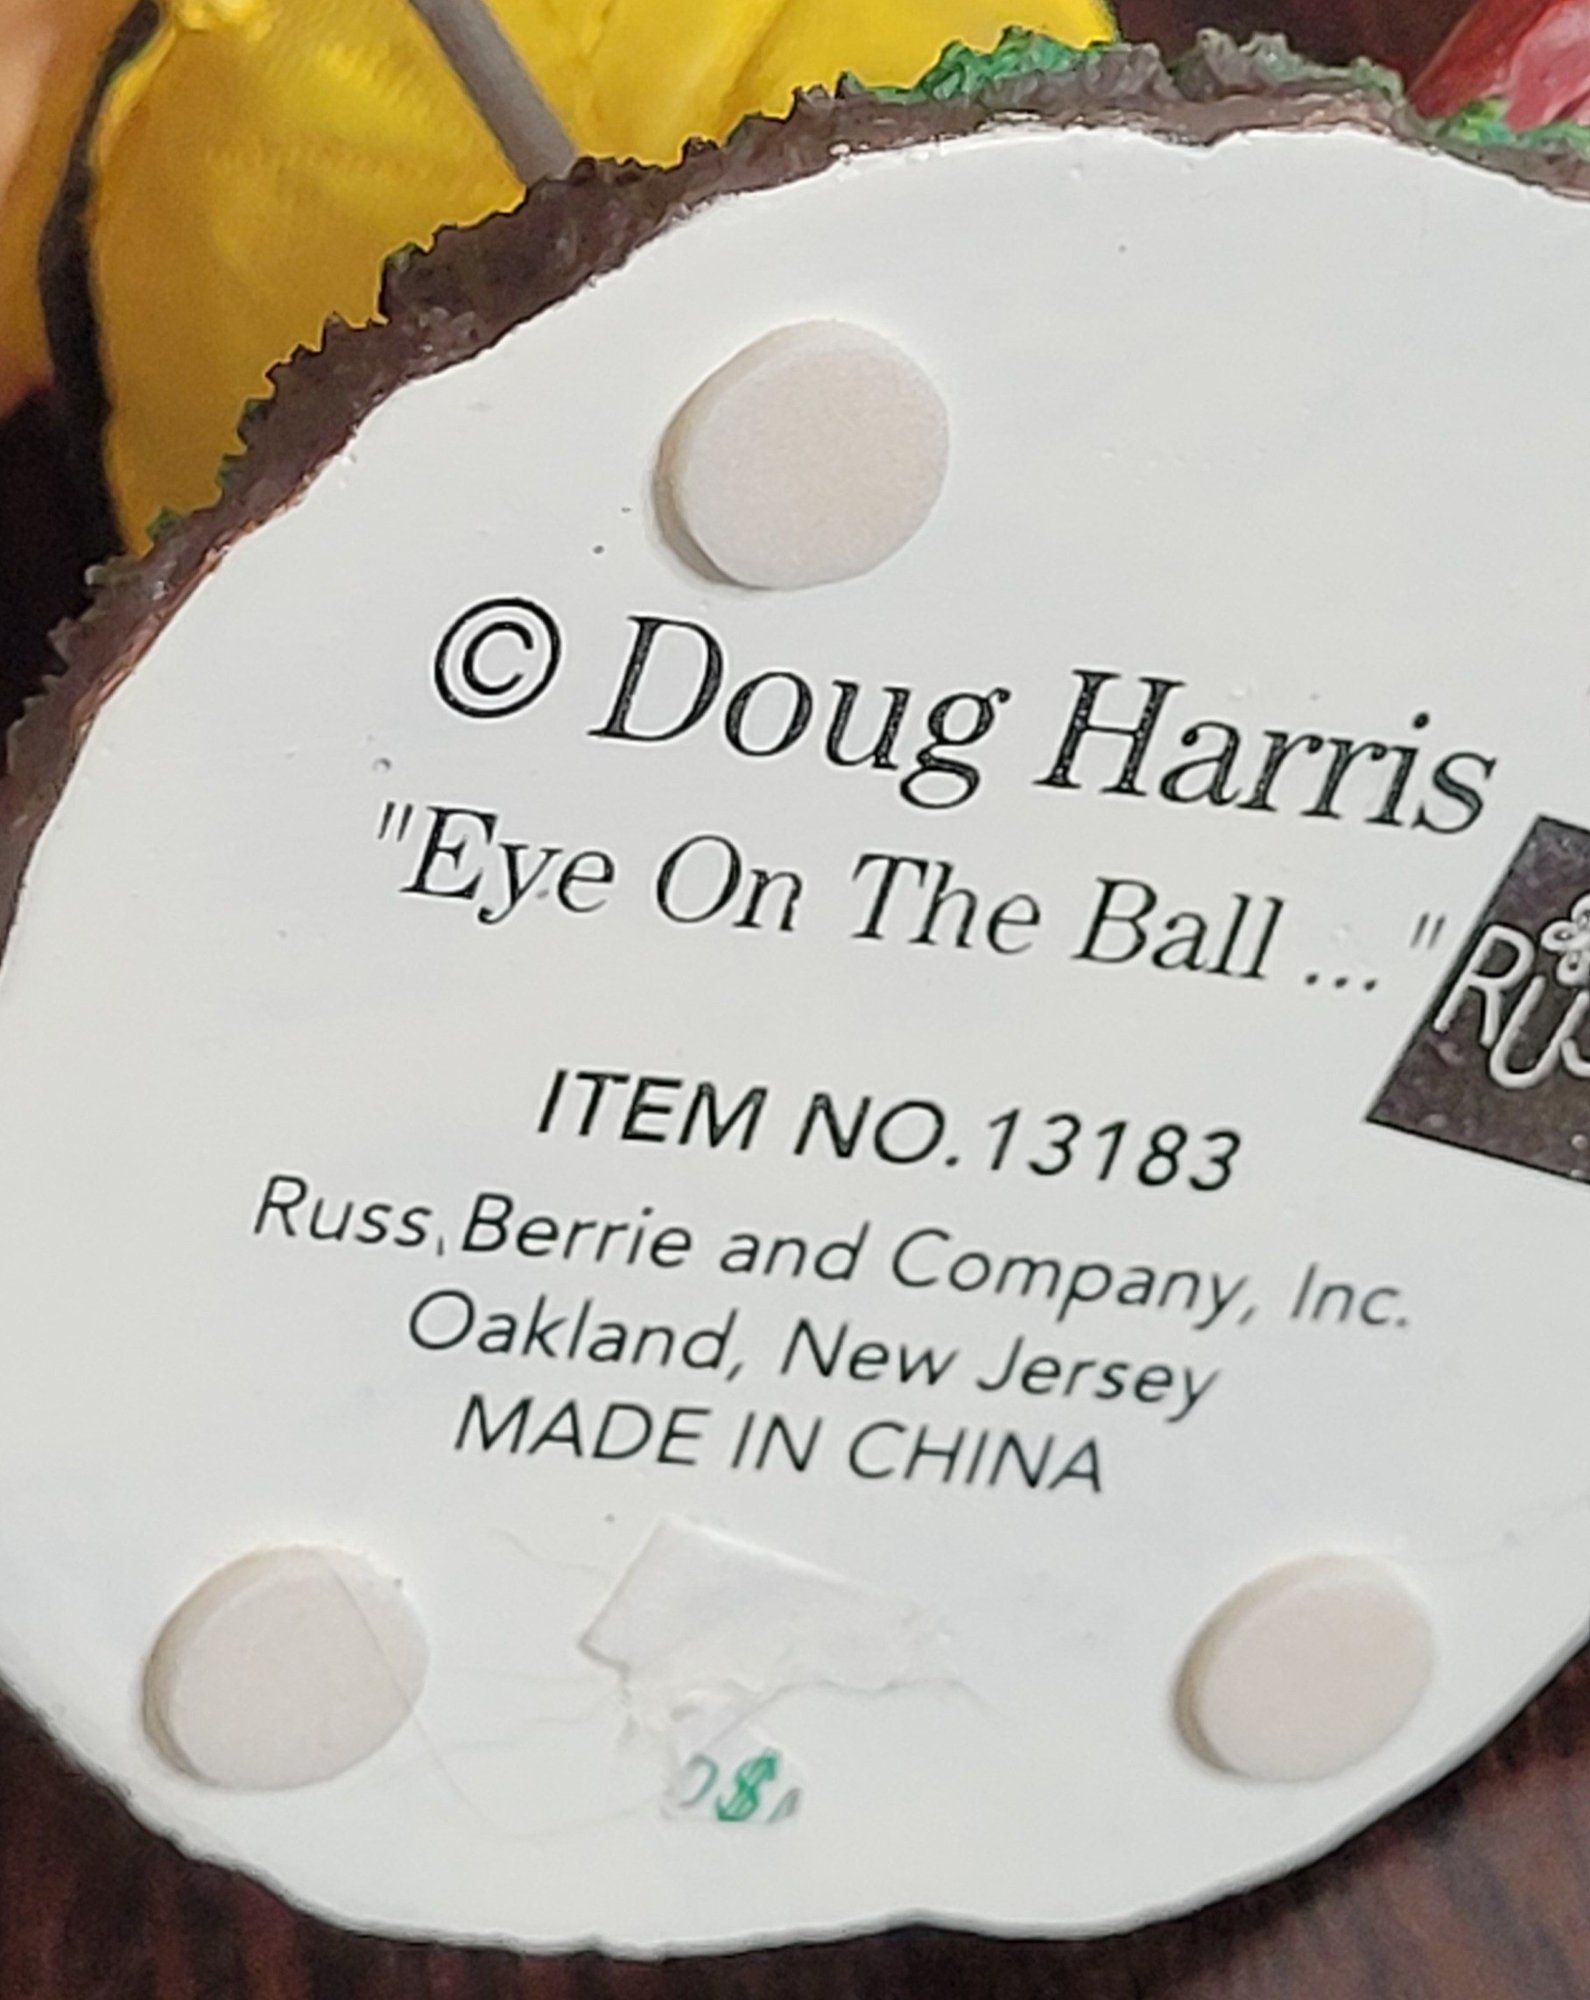 © Doug Harris
"Eye On The Ball ..."
RUS
ITEM NO.13183
Russ Berrie and Company, Inc.
Oakland, New Jersey
MADE IN CHINA
$